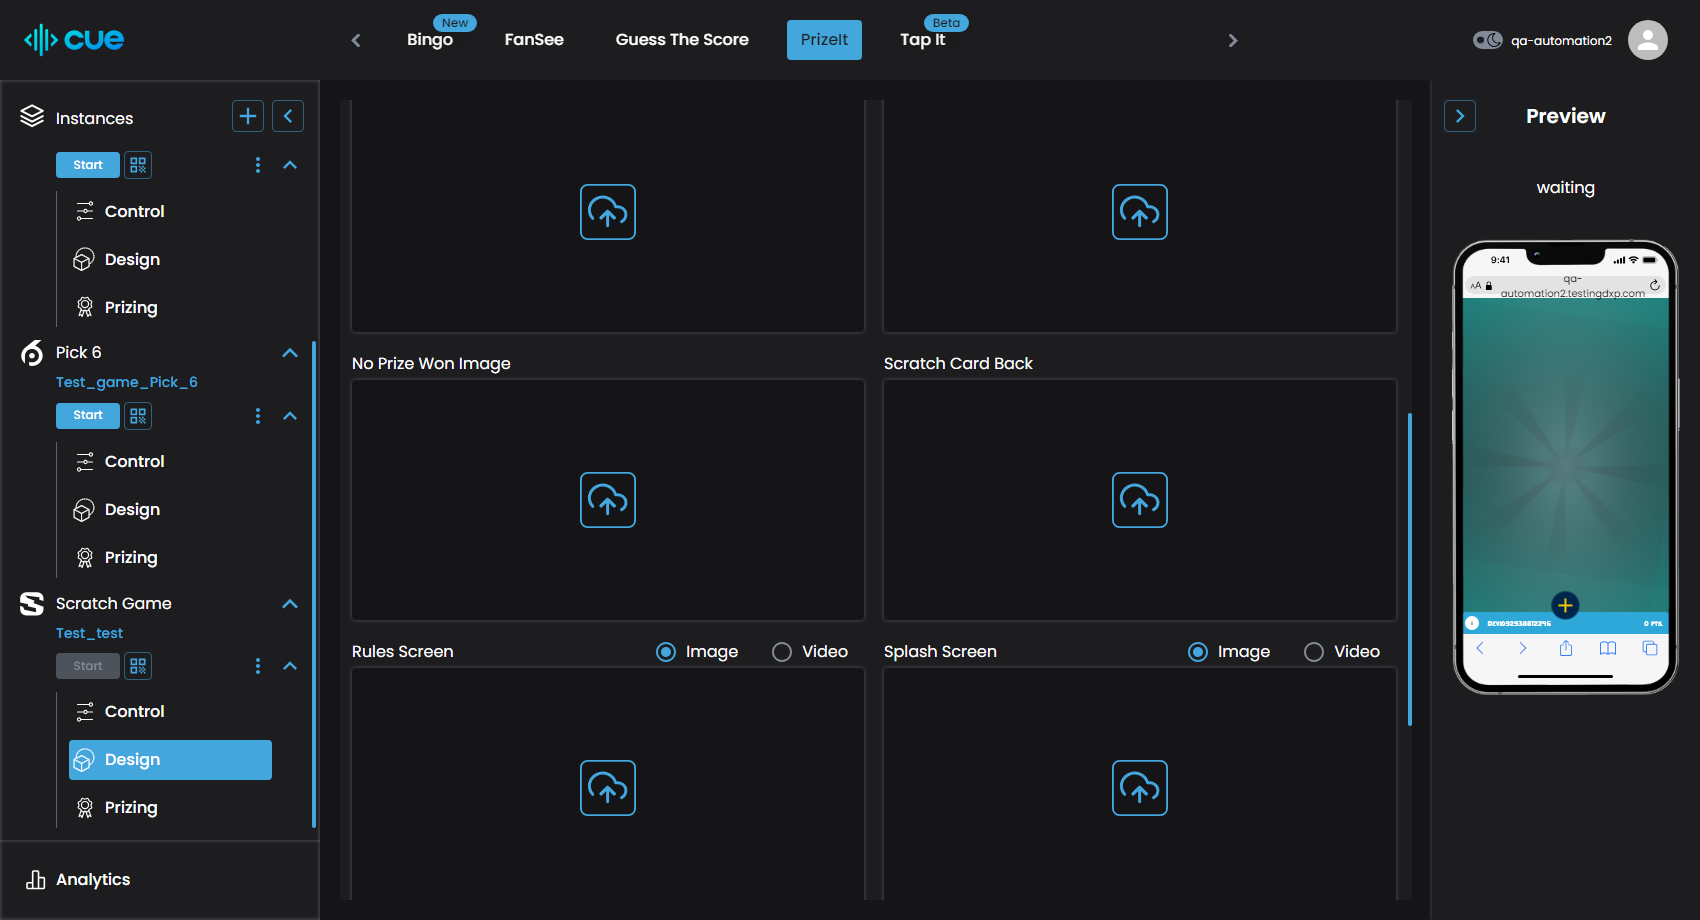 cue
New
Bingo
FanSee
Guess The Score
PrizeIt
Beta
Tap It
qa-automation2
Instances
Start
Control
Design
Prizing
Pick 6
Test_game_Pick_6
Start
Control
Design
Prizing
Scratch Game
Test_test
Start
Control
Design
Prizing
Analytics
No Prize Won Image
Scratch Card Back
Rules Screen
Image
Video
Splash Screen
Image
Video
Preview
waiting
9:41
AA
qa-
automation2.testingdxp.com
0 PTS.